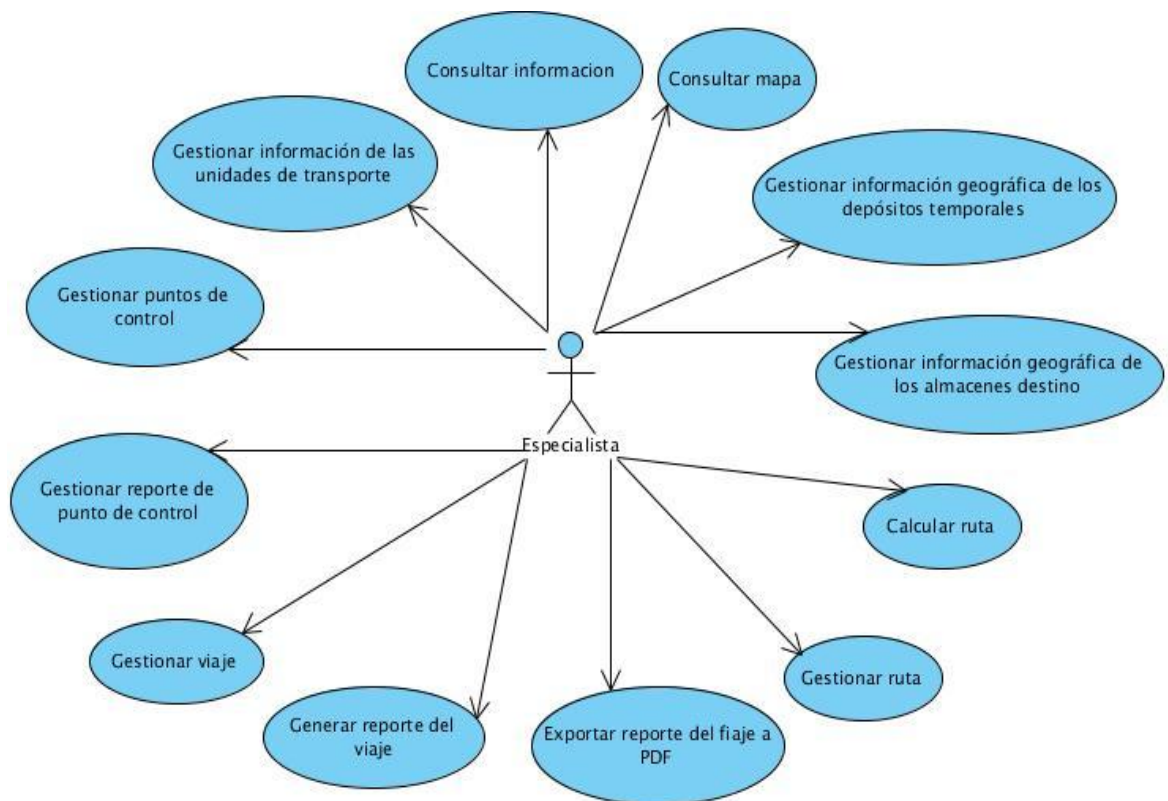 Consultar informacion
Consultar mapa
Gestionar información de las
unidades de transporte
Gestionar información geográfica de los
depósitos temporales
Gestionar puntos de
control
Gestionar información geográfica de
los almacenes destino
Especialista
Gestionar reporte de
punto de control
Calcular ruta
Gestionar viaje
Gestionar ruta
Generar reporte del
viaje
Exportar reporte del fiaje a
PDF